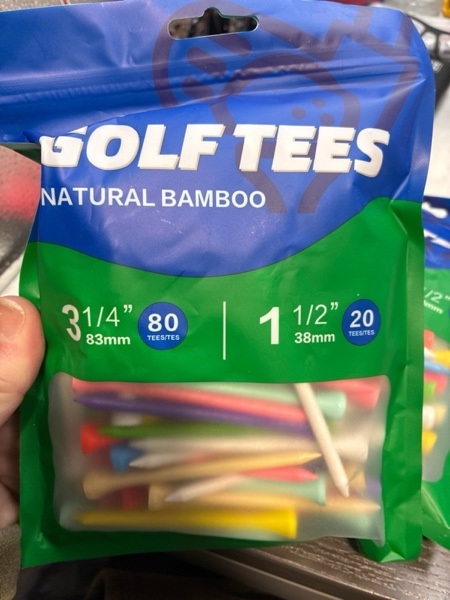 GOLF TEES
NATURAL BAMBOO
3 1/4” 80 TEES/TES
83mm
1 1/2” 20 TEES/TES
38mm